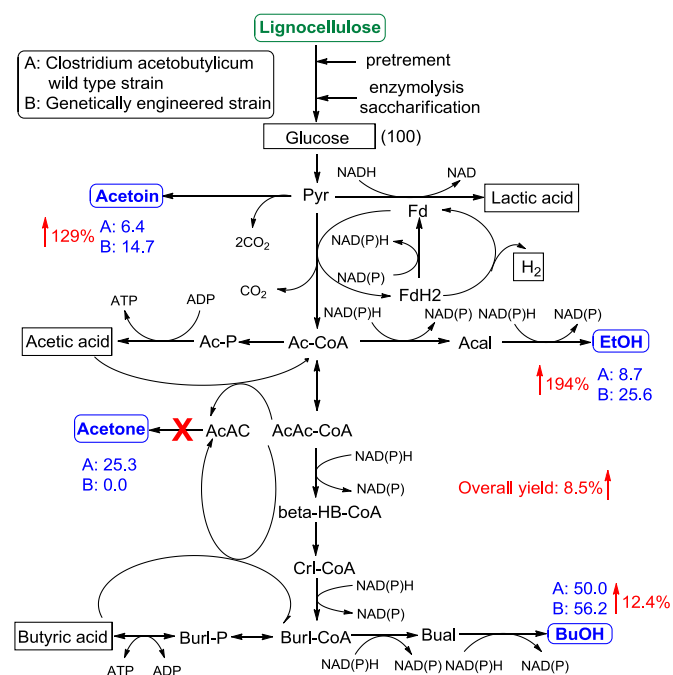 Lignocellulose
A: Clostridium acetobutylicum
wild type strain
B: Genetically engineered strain
pretrement
enzymolysis
saccharification
Glucose (100)
NADH NAD
Acetoin Pyr Lactic acid
129% A: 6.4
B: 14.7
2CO2
Fd
NAD(P)H
NAD(P)
H2
CO2
FdH2
ATP ADP NAD(P)H NAD(P) NAD(P)H NAD(P)
Acetic acid Ac-P Ac-CoA Acal EtOH
194% A: 8.7
B: 25.6
Acetone X AcAC AcAc-CoA
A: 25.3
B: 0.0
NAD(P)H
NAD(P)
Overall yield: 8.5%
beta-HB-CoA
Crl-CoA
NAD(P)H
NAD(P)
A: 50.0
B: 56.2
12.4%
Butyric acid Burl-P Burl-CoA Bual BuOH
ATP ADP NAD(P)H NAD(P) NAD(P)H NAD(P)